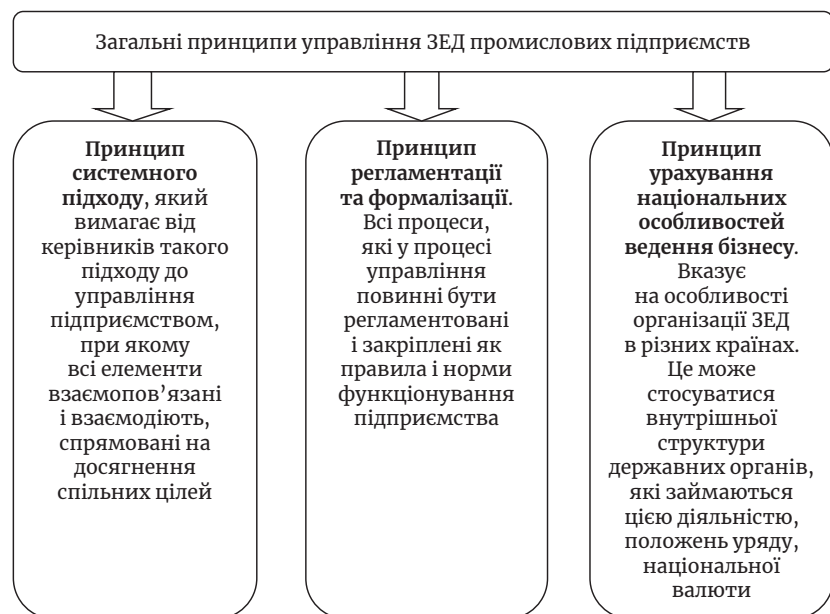 Загальні принципи управління ЗЕД промислових підприємств
Принцип
системного
підходу, який
вимагає від
керівників такого
підходу до
управління
підприємством,
при якому
всі елементи
взаємопов’язані
і взаємодіють,
спрямовані на
досягнення
спільних цілей
Принцип
регламентації
та формалізації.
Всі процеси,
які у процесі
управління
повинні бути
регламентовані
і закріплені як
правила і норми
функціонування
підприємства
Принцип
урахування
національних
особливостей
ведення бізнесу.
Вказує
на особливості
організації ЗЕД
в різних країнах.
Це може
стосуватися
внутрішньої
структури
державних органів,
які займаються
цією діяльністю,
положень уряду,
національної
валюти